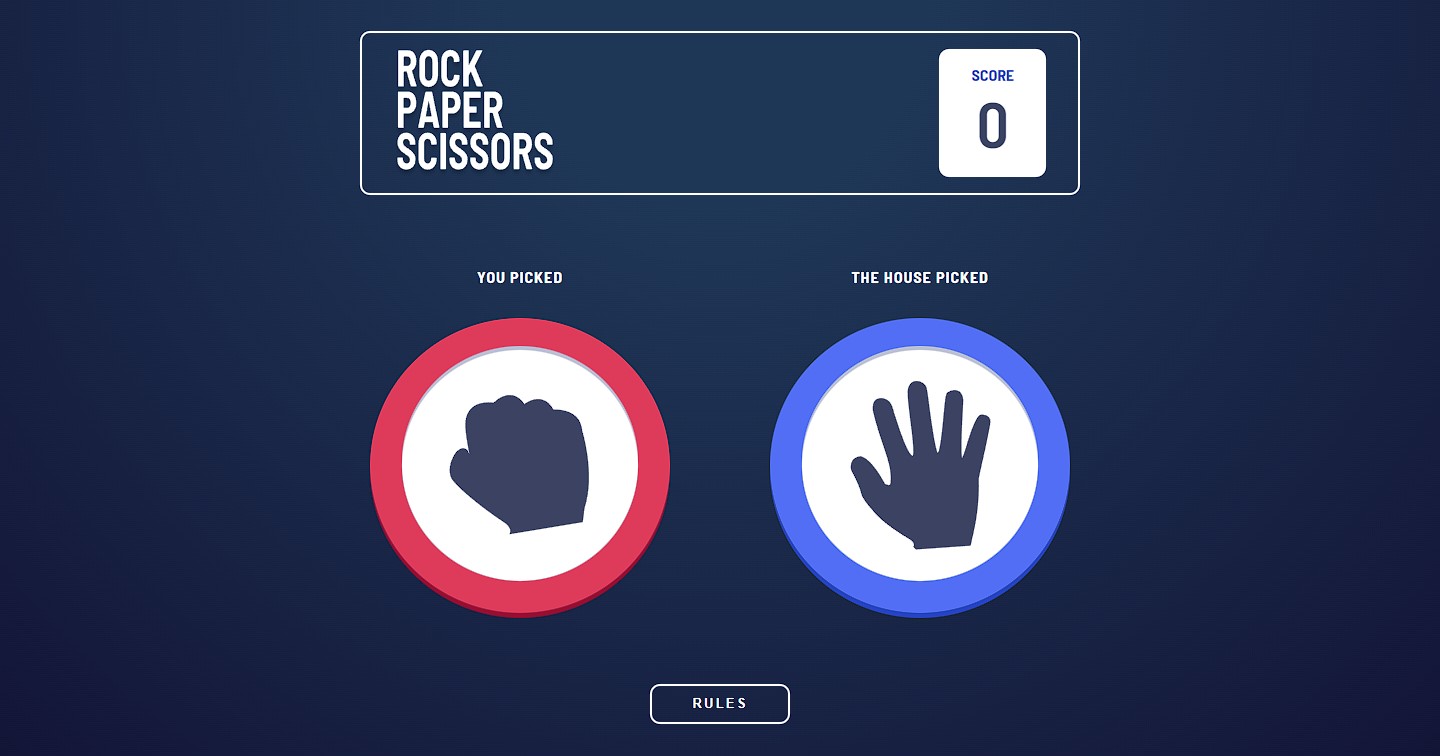 ROCK
PAPER
SCISSORS
SCORE
0
YOU PICKED
THE HOUSE PICKED
RULES